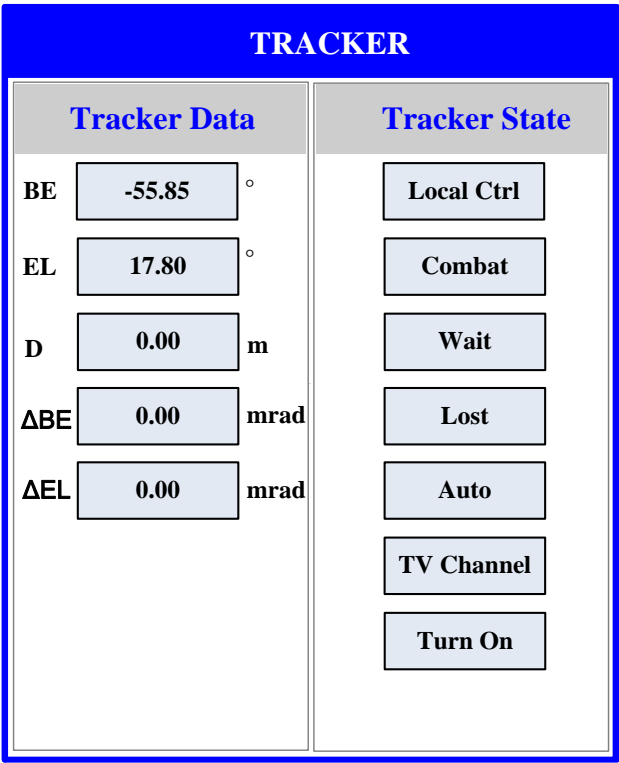 TRACKER
Tracker Data
BE -55.85 °
EL 17.80 °
D 0.00 m
ΔBE 0.00 mrad
ΔEL 0.00 mrad
Tracker State
Local Ctrl
Combat
Wait
Lost
Auto
TV Channel
Turn On